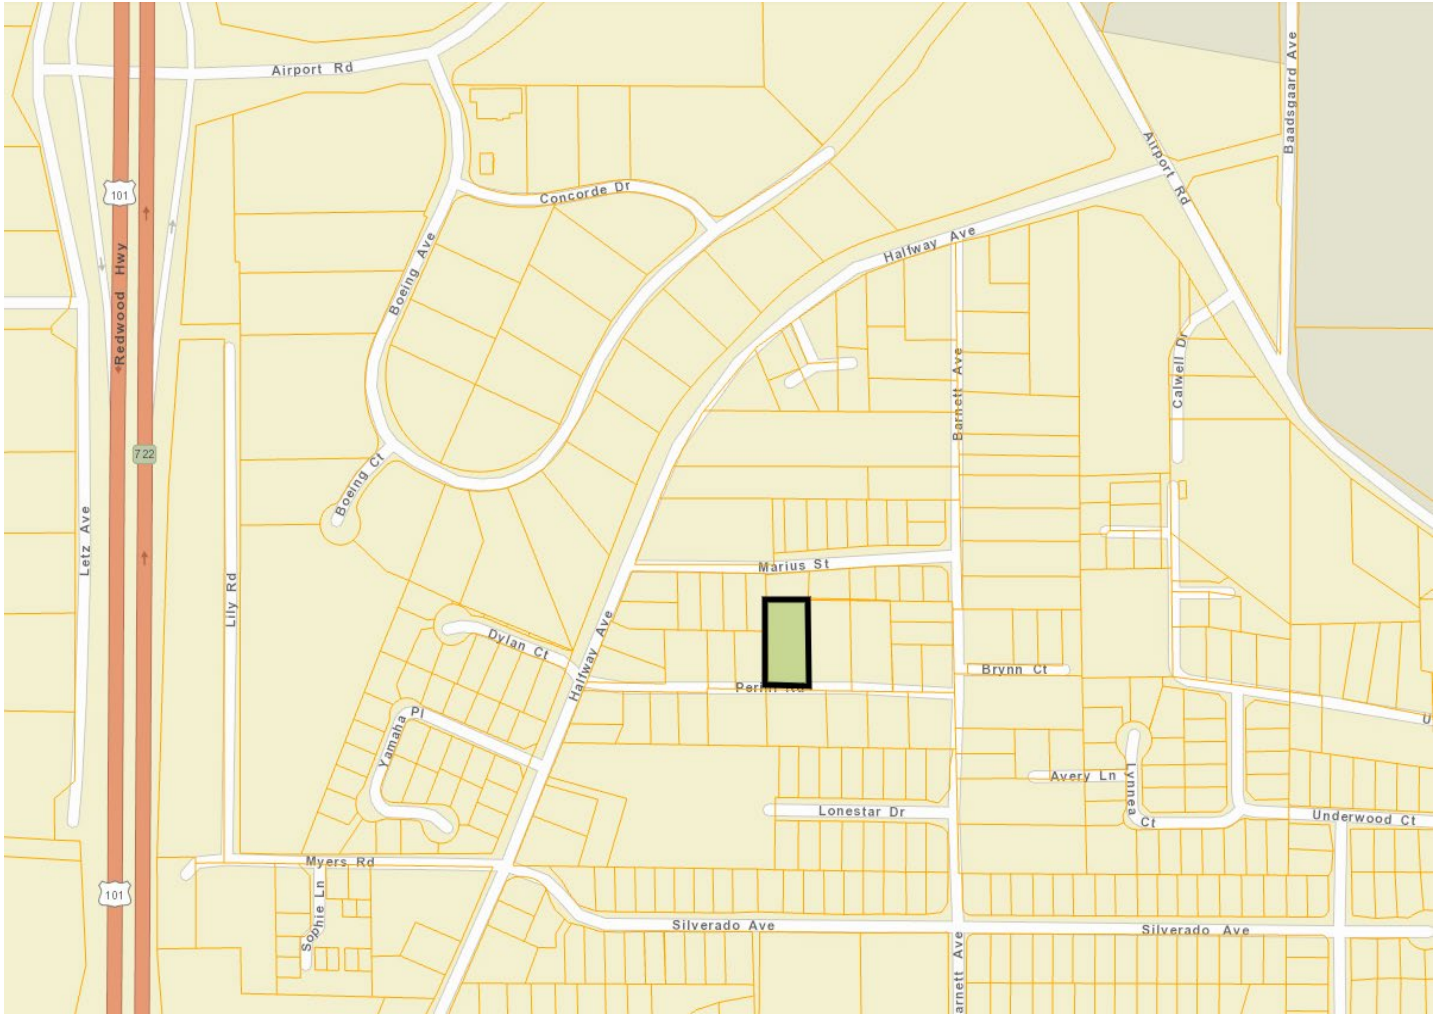 Airport Rd
Baadsgaard Ave
Airport Rd
101
Concorde Dr
Redwood Hwy
Boeing Ave
Halfway Ave
Calwell Dr
Barnett Ave
722
Boeing Ct
Letz Ave
Marius St
Lily Rd
Dylan Ct
Halfway Ave
Brynn Ct
Yamaha Pl
Avery Ln
Lynnea Ct
Lonestar Dr
Underwood Ct
Myers Rd
101
Sophie Ln
Silverado Ave
Silverado Ave
arnett Ave
U